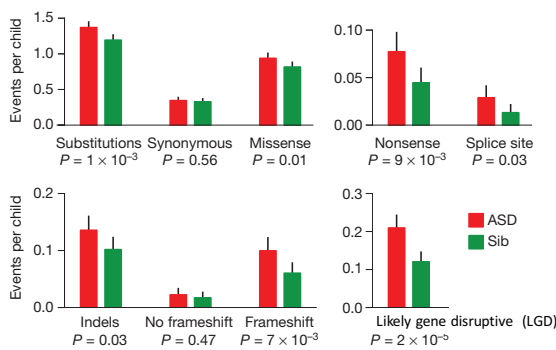 Events per child
1.5
1.0
0.5
0.0
Substitutions Synonymous Missense
P = 1 × 10⁻³ P = 0.56 P = 0.01
0.10
0.05
0.00
Nonsense Splice site
P = 9 × 10⁻³ P = 0.03
Events per child
0.2
0.1
0.0
Indels No frameshift Frameshift
P = 0.03 P = 0.47 P = 7 × 10⁻³
0.3
0.2
0.1
0.0
ASD
Sib
Likely gene disruptive (LGD)
P = 2 × 10⁻⁵